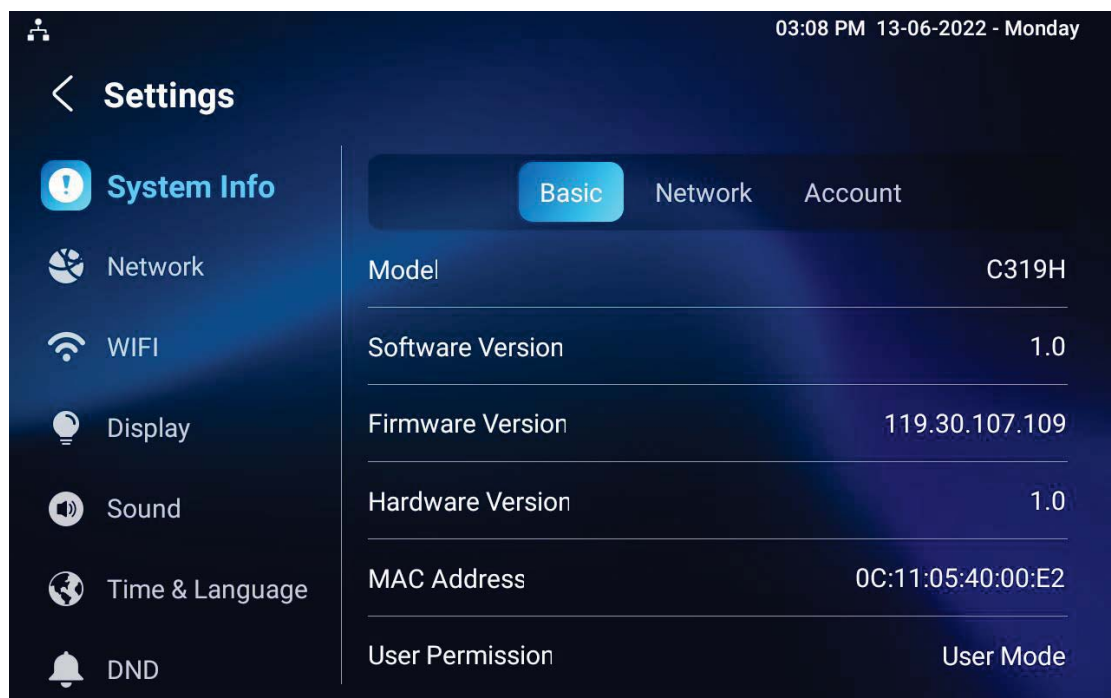 03:08 PM 13-06-2022 - Monday
Settings
System Info
Network
WIFI
Display
Sound
Time & Language
DND
Basic Network Account
Model C319H
Software Version 1.0
Firmware Version 119.30.107.109
Hardware Version 1.0
MAC Address 0C:11:05:40:00:E2
User Permission User Mode